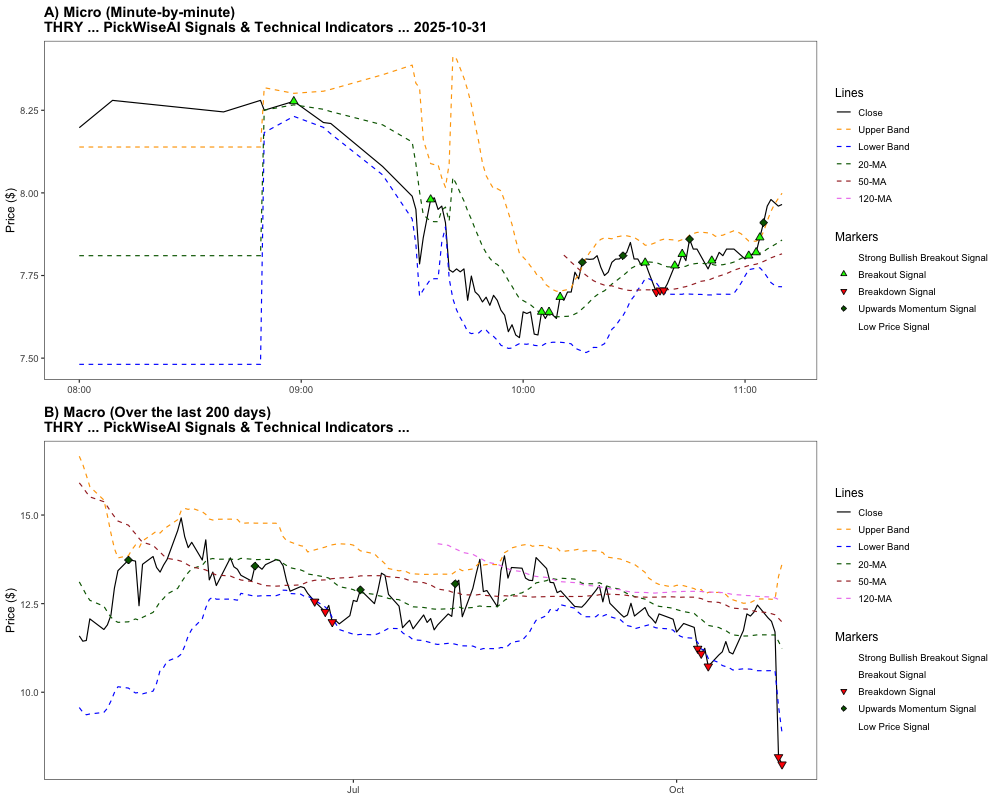 A) Micro (Minute-by-minute)
THRY ... PickWiseAI Signals & Technical Indicators ... 2025-10-31
Price ($)
8.25
8.00
7.75
7.50
08:00
09:00
10:00
11:00
Lines
Close
Upper Band
Lower Band
20-MA
50-MA
120-MA
Markers
Strong Bullish Breakout Signal
Breakout Signal
Breakdown Signal
Upwards Momentum Signal
Low Price Signal
B) Macro (Over the last 200 days)
THRY ... PickWiseAI Signals & Technical Indicators ...
Price ($)
15.0
12.5
10.0
Jul
Oct
Lines
Close
Upper Band
Lower Band
20-MA
50-MA
120-MA
Markers
Strong Bullish Breakout Signal
Breakout Signal
Breakdown Signal
Upwards Momentum Signal
Low Price Signal